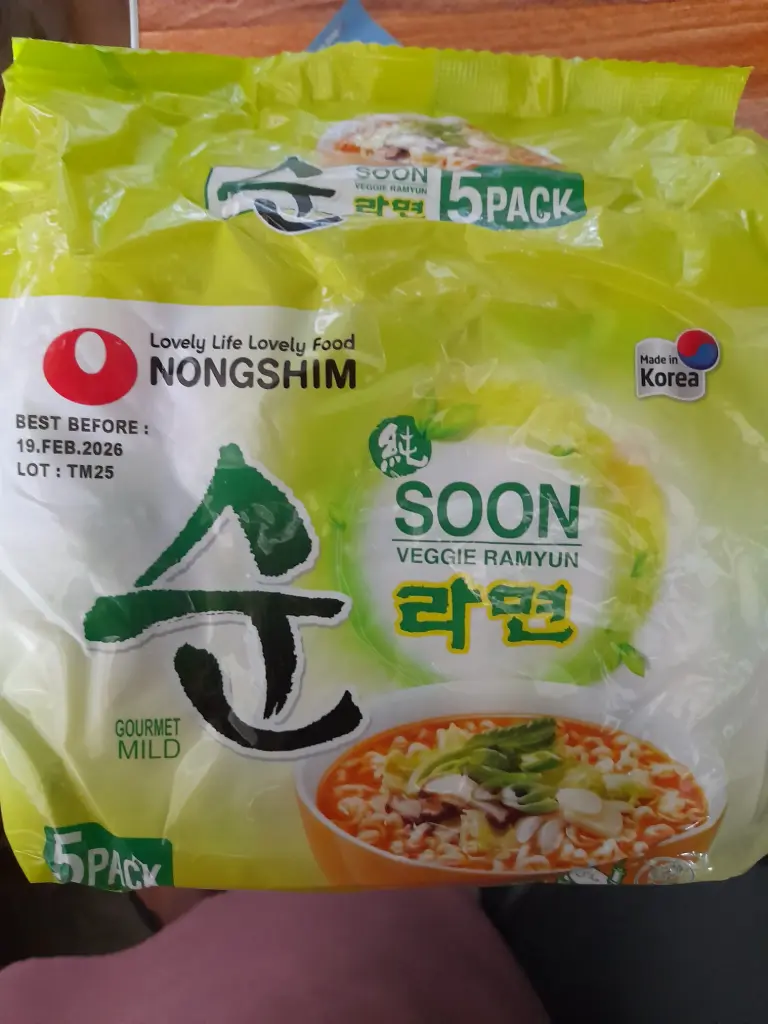 순
SOON
VEGGIE RAMYUN
라면
5PACK
Lovely Life Lovely Food
NONGSHIM
Made in
Korea
BEST BEFORE :
19.FEB.2026
LOT : TM25
純
SOON
VEGGIE RAMYUN
라면
순
GOURMET
MILD
5PACK